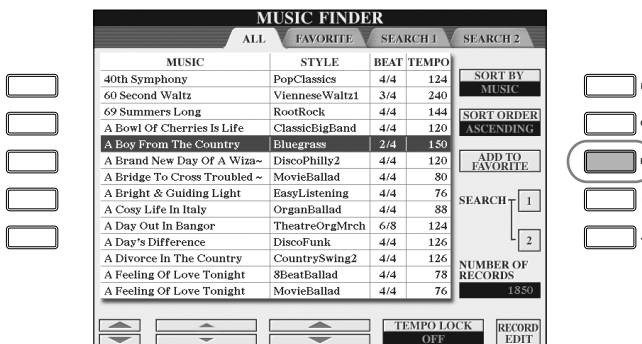 MUSIC FINDER
ALL FAVORITE SEARCH 1 SEARCH 2
MUSIC STYLE BEAT TEMPO
40th Symphony PopClassics 4/4 124
60 Second Waltz VienneseWaltz1 3/4 240
69 Summers Long RootRock 4/4 144
A Bowl Of Cherries Is Life ClassicBigBand 4/4 120
A Boy From The Country Bluegrass 2/4 150
A Brand New Day Of A Wiza~ DiscoPhilly2 4/4 120
A Bridge To Cross Troubled ~ MovieBallad 4/4 80
A Bright & Guiding Light EasyListening 4/4 76
A Cosy Life In Italy OrganBallad 4/4 88
A Day Out In Bangor TheatreOrgMrch 6/8 124
A Day's Difference DiscoFunk 4/4 126
A Divorce In The Country CountrySwing2 4/4 126
A Feeling Of Love Tonight 8BeatBallad 4/4 78
A Feeling Of Love Tonight MovieBallad 4/4 76
SORT BY
MUSIC
SORT ORDER
ASCENDING
ADD TO
FAVORITE
SEARCH 1
2
NUMBER OF
RECORDS
1850
TEMPO LOCK
OFF
RECORD
EDIT